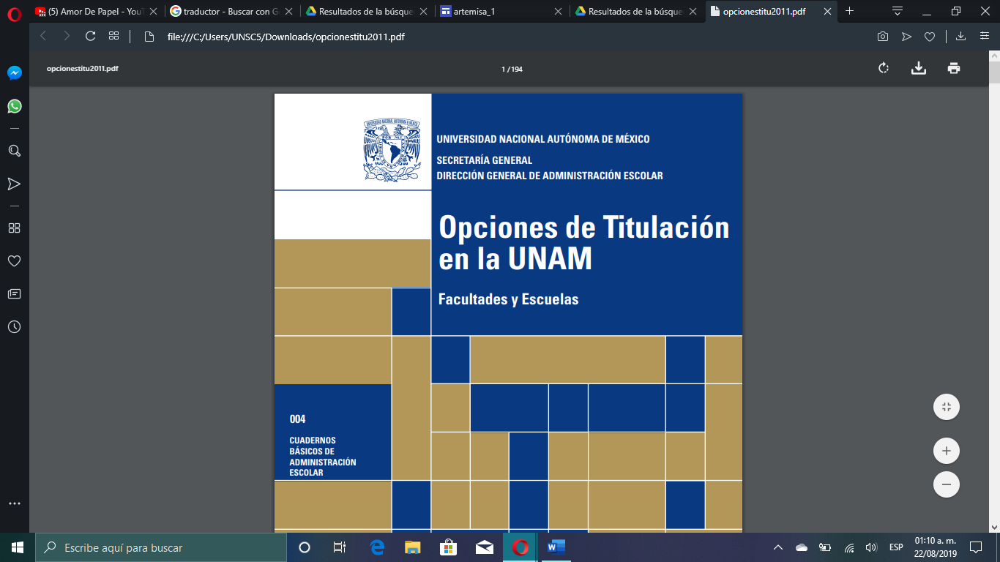 (5) Amor De Papel - YouT
traductor - Buscar con G
Resultados de la búsque
artemisa_1
Resultados de la búsque
opcionestitu2011.pdf
file:///C:/Users/UNSC5/Downloads/opcionestitu2011.pdf
opcionestitu2011.pdf
1 / 194
UNIVERSIDAD NACIONAL AUTÓNOMA DE MÉXICO
SECRETARÍA GENERAL
DIRECCIÓN GENERAL DE ADMINISTRACIÓN ESCOLAR
Opciones de Titulación
en la UNAM
Facultades y Escuelas
004
CUADERNOS
BÁSICOS DE
ADMINISTRACIÓN
ESCOLAR
Escribe aquí para buscar
ESP
01:10 a. m.
22/08/2019